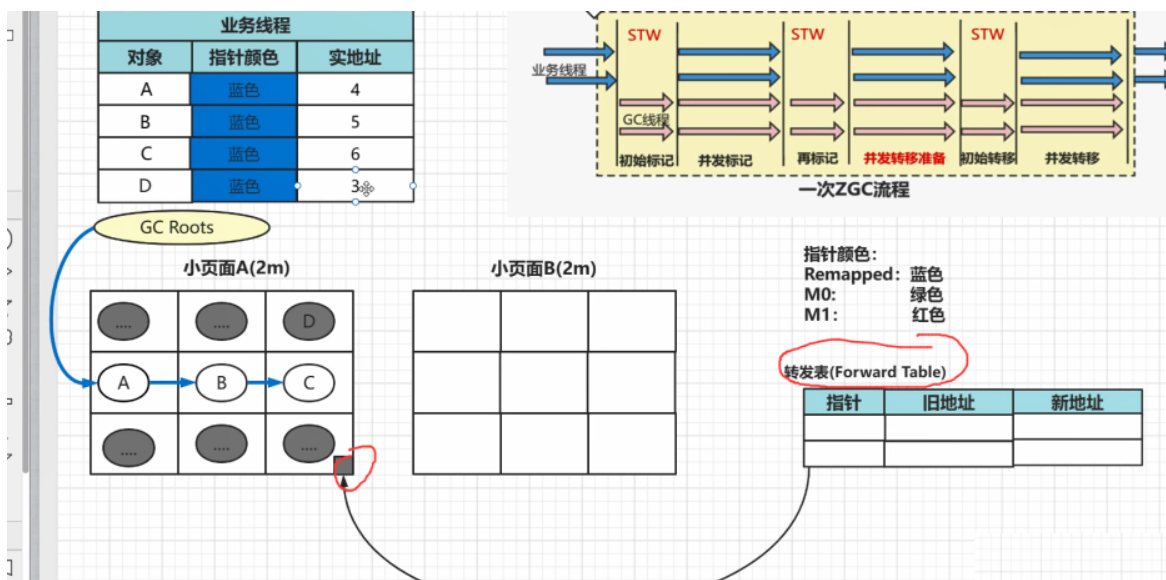 业务线程
对象 指针颜色 实地址
A 蓝色 4
B 蓝色 5
C 蓝色 6
D 蓝色 3
STW STW STW
业务线程
GC线程
初始标记 并发标记 再标记 并发转移准备 初始转移 并发转移
一次ZGC流程
GC Roots
小页面A(2m)
小页面B(2m)
.... .... D
A B C
.... .... ....
指针颜色：
Remapped： 蓝色
M0: 绿色
M1： 红色
转发表(Forward Table)
指针 旧地址 新地址